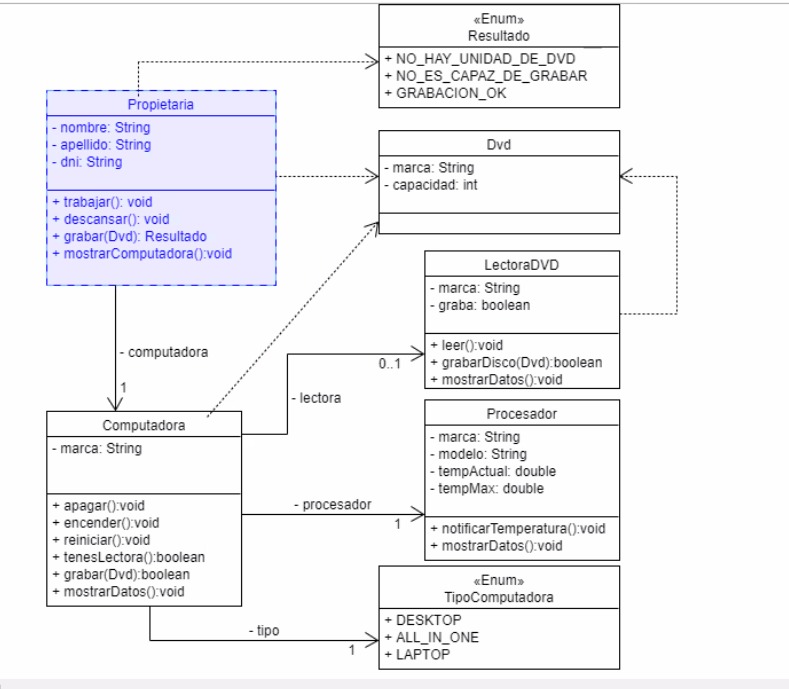 «Enum»
Resultado
+ NO_HAY_UNIDAD_DE_DVD
+ NO_ES_CAPAZ_DE_GRABAR
+ GRABACION_OK
Propietaria
- nombre: String
- apellido: String
- dni: String
+ trabajar(): void
+ descansar(): void
+ grabar(Dvd): Resultado
+ mostrarComputadora():void
Dvd
- marca: String
- capacidad: int
LectoraDVD
- marca: String
- graba: boolean
+ leer():void
+ grabarDisco(Dvd):boolean
+ mostrarDatos():void
- computadora
1
0..1
- lectora
Computadora
- marca: String
+ apagar():void
+ encender():void
+ reiniciar():void
+ tenesLectora():boolean
+ grabar(Dvd):boolean
+ mostrarDatos():void
Procesador
- marca: String
- modelo: String
- tempActual: double
- tempMax: double
+ notificarTemperatura():void
+ mostrarDatos():void
- procesador
1
«Enum»
TipoComputadora
+ DESKTOP
+ ALL_IN_ONE
+ LAPTOP
- tipo
1